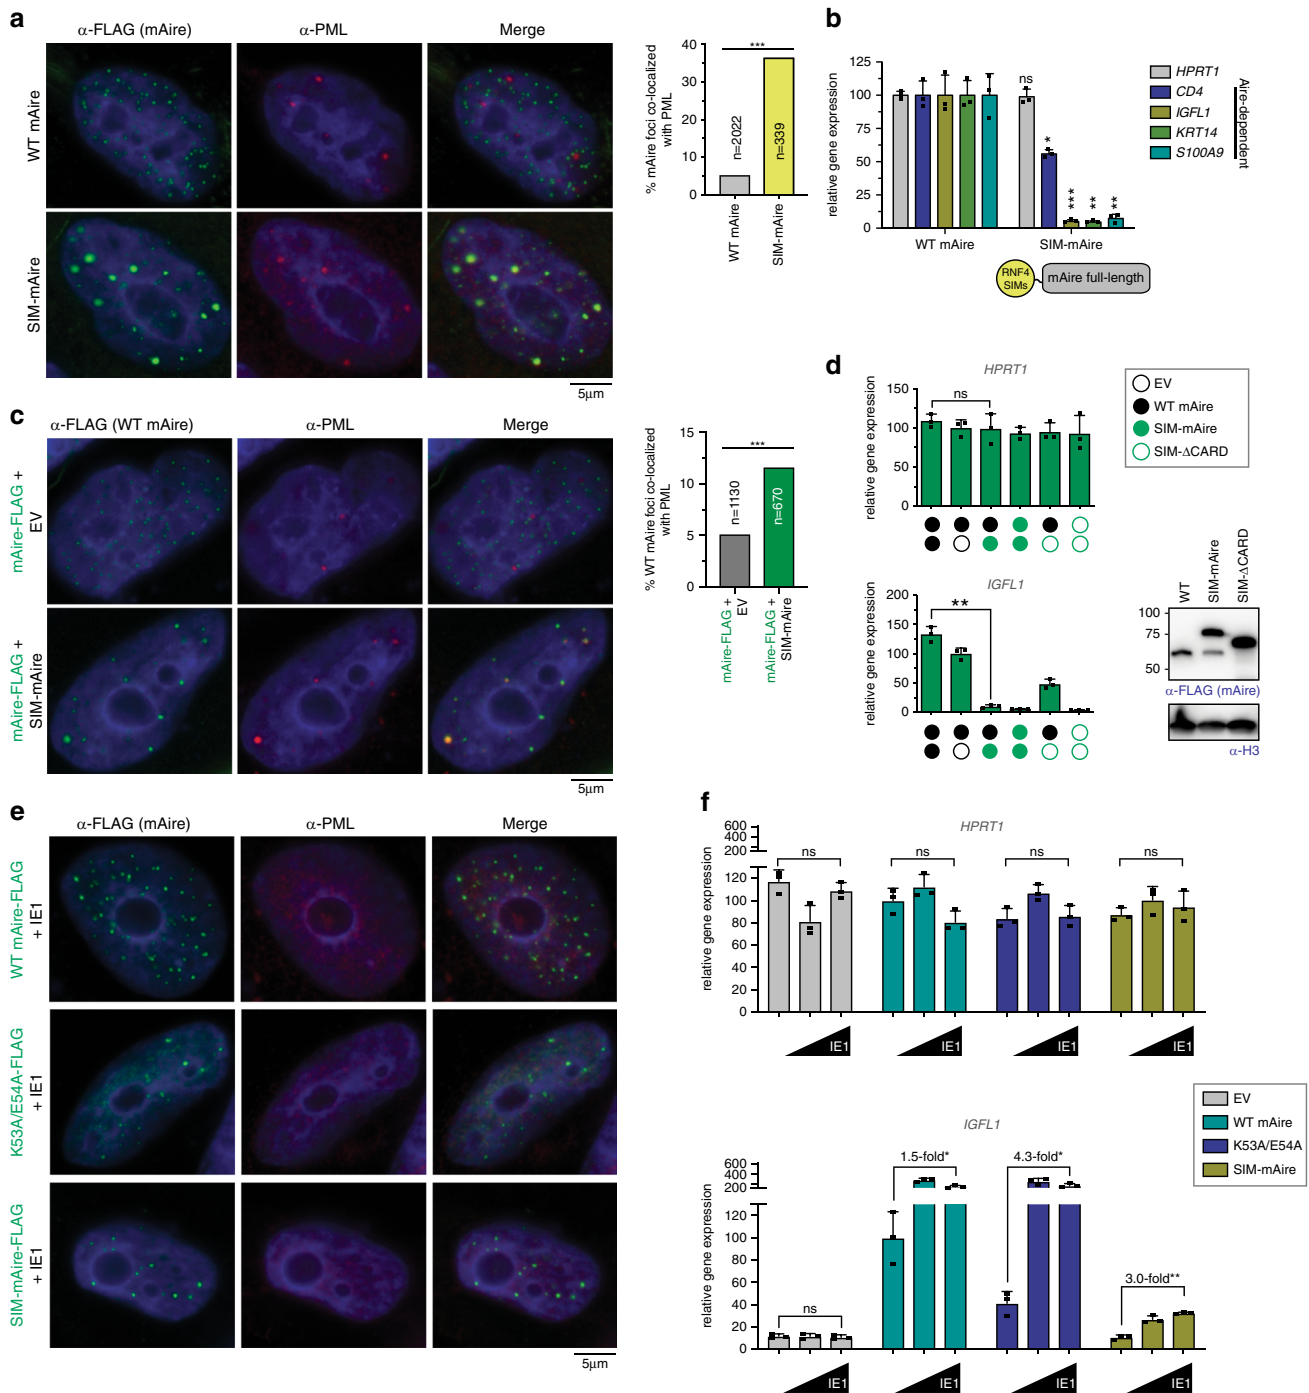 a
α-FLAG (mAire)
α-PML
Merge
WT mAire
SIM-mAire
5μm
% mAire foci co-localized
with PML
40
30
20
10
0
***
n=2022
n=339
WT mAire
SIM-mAire
b
relative gene expression
125
100
75
50
25
0
ns
*
***
**
**
WT mAire
SIM-mAire
HPRT1
CD4
IGFL1
KRT14
S100A9
Aire-dependent
RNF4
SIMs
mAire full-length
c
α-FLAG (WT mAire)
α-PML
Merge
mAire-FLAG +
EV
mAire-FLAG +
SIM-mAire
5μm
% WT mAire foci co-localized
with PML
15
10
5
0
***
n=1130
n=670
mAire-FLAG +
EV
mAire-FLAG +
SIM-mAire
d
HPRT1
relative gene expression
150
100
50
0
ns
EV
WT mAire
SIM-mAire
SIM-ΔCARD
IGFL1
relative gene expression
200
150
100
50
0
**
WT
SIM-mAire
SIM-ΔCARD
100
75
50
α-FLAG (mAire)
α-H3
e
α-FLAG (mAire)
α-PML
Merge
WT mAire-FLAG
+ IE1
K53A/E54A-FLAG
+ IE1
SIM-mAire-FLAG
+ IE1
5μm
f
HPRT1
relative gene expression
600
400
200
120
100
80
60
40
20
0
ns
ns
ns
ns
IE1
IE1
IE1
IE1
EV
WT mAire
K53A/E54A
SIM-mAire
IGFL1
relative gene expression
600
400
200
120
100
80
60
40
20
0
ns
1.5-fold*
4.3-fold*
3.0-fold**
IE1
IE1
IE1
IE1